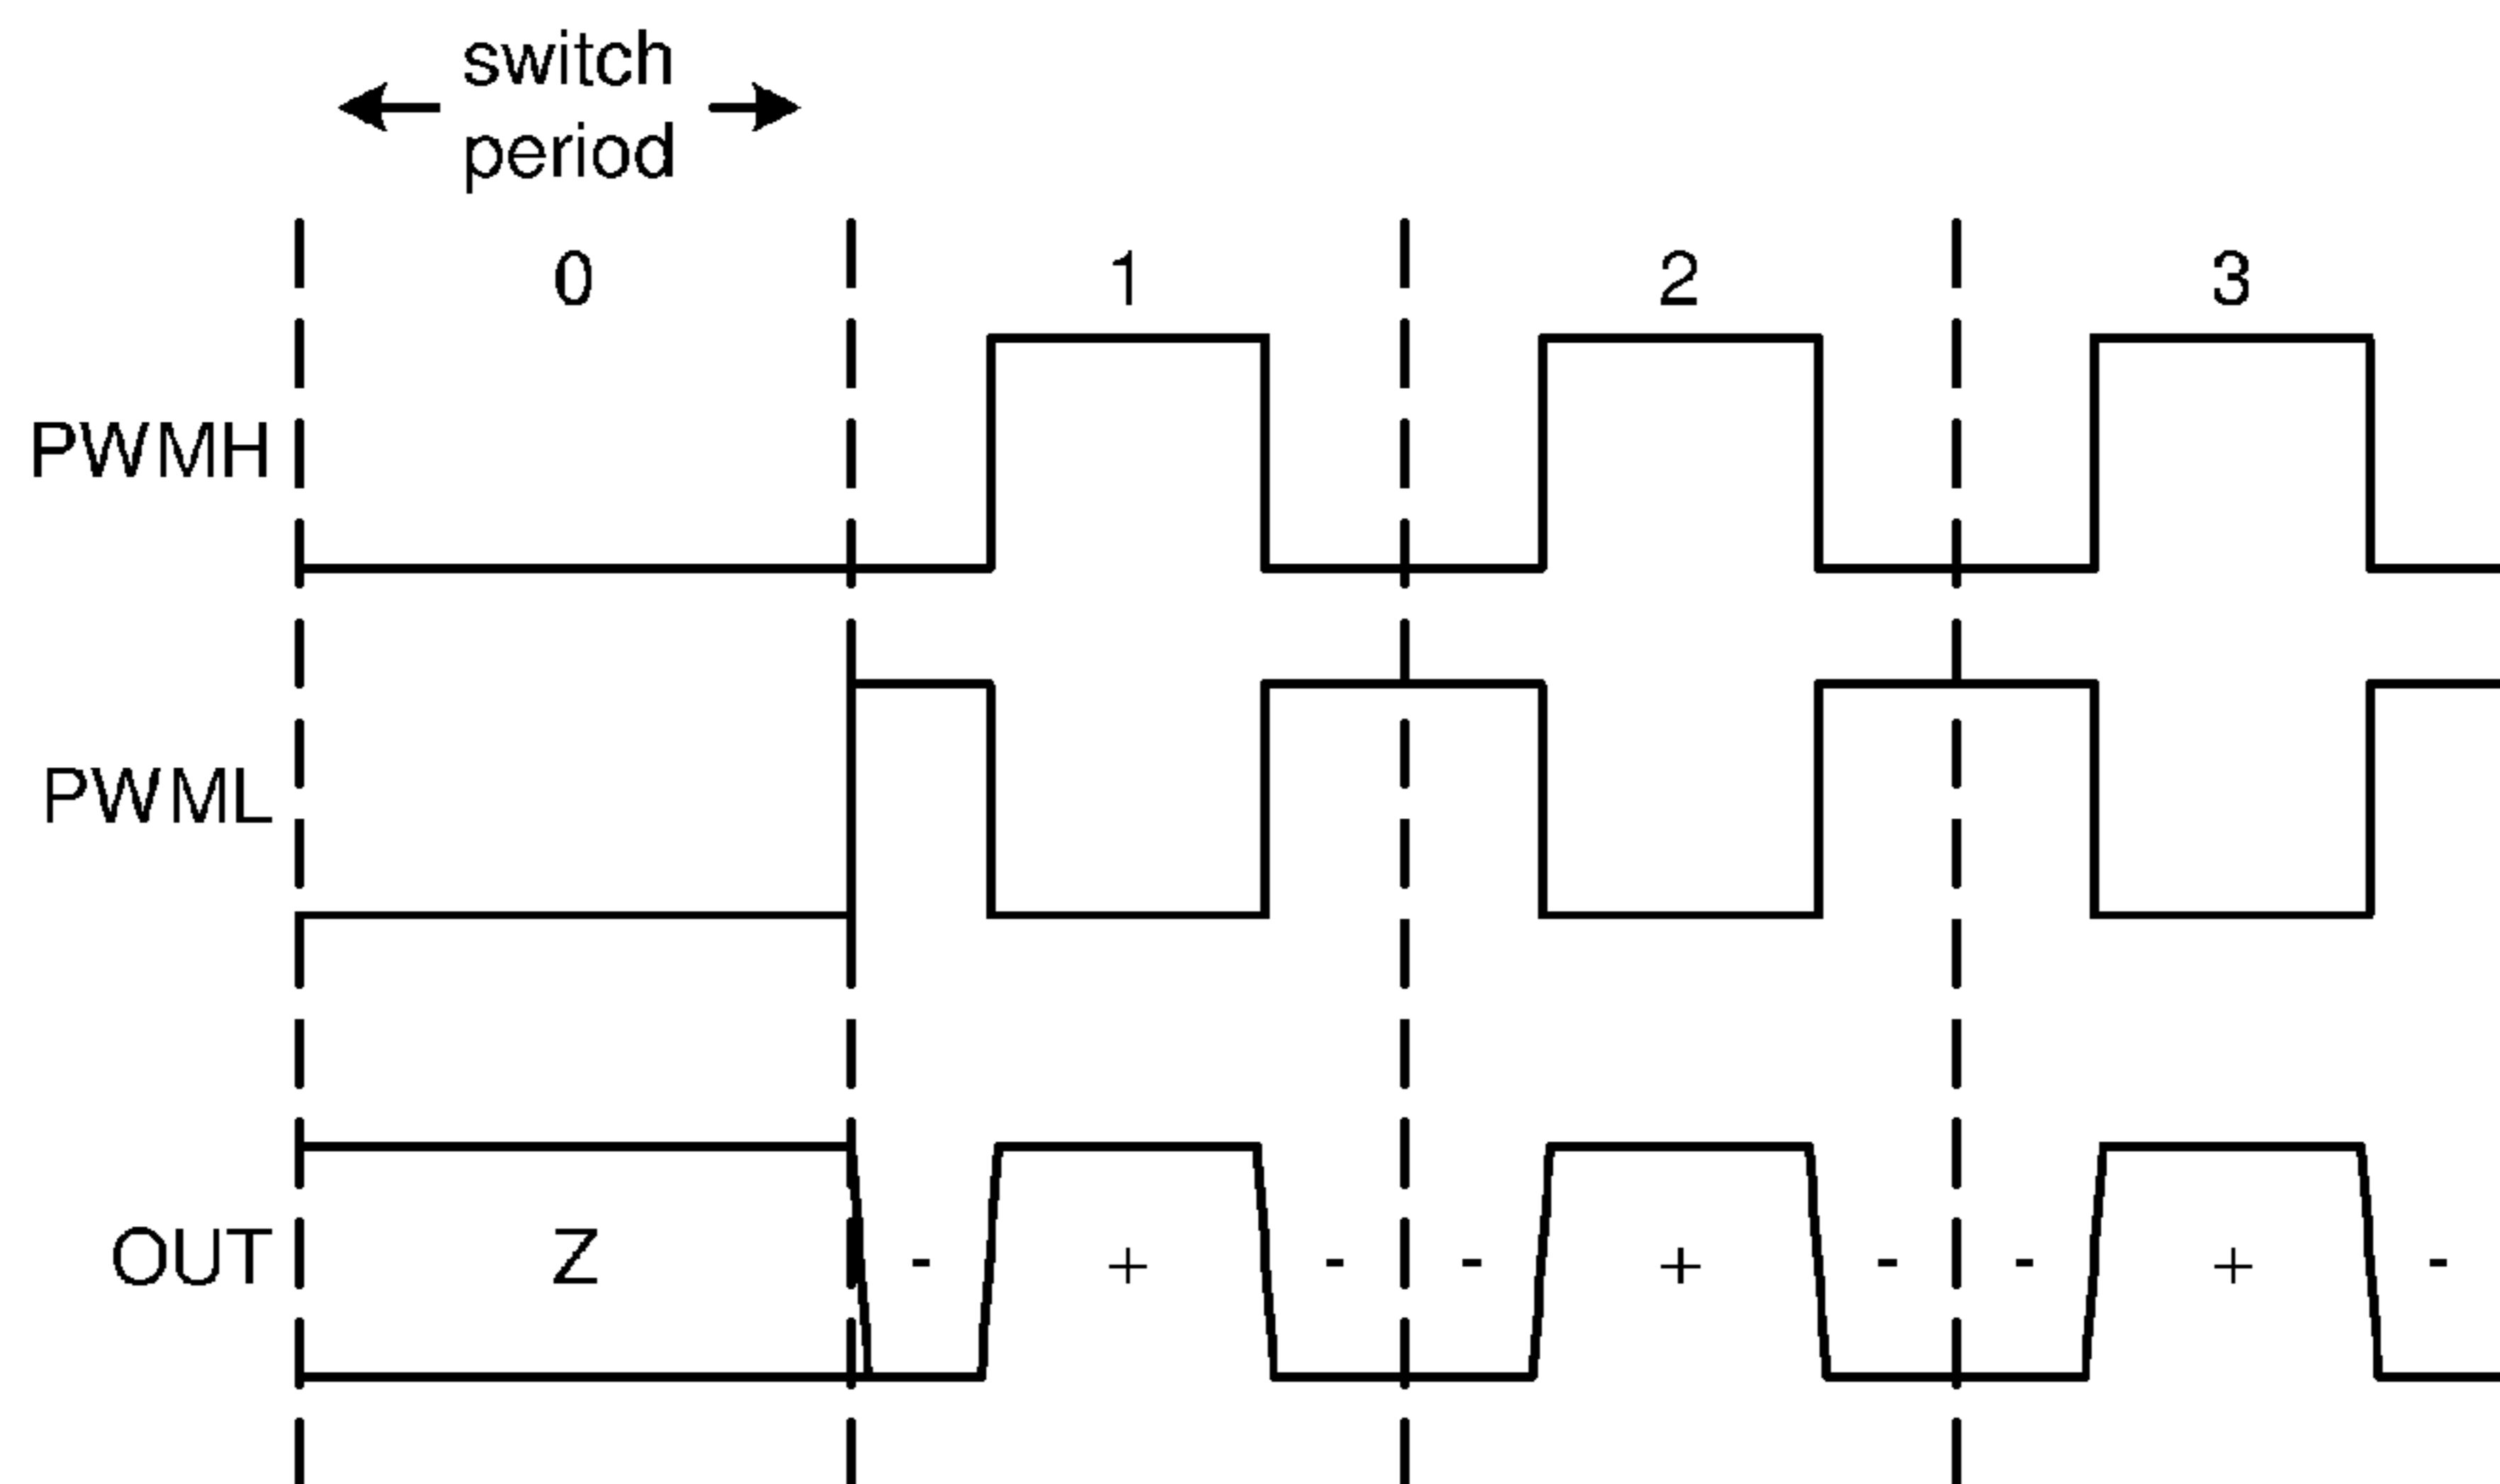 switch
period
0 1 2 3
PWMH
PWML
OUT Z - + - - + - - + -